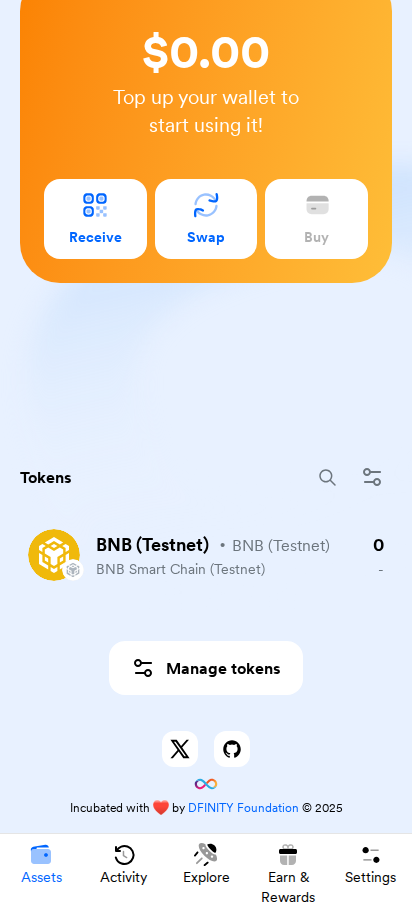 $0.00
Top up your wallet to
start using it!
Receive
Swap
Buy
Tokens
BNB (Testnet) • BNB (Testnet) 0
BNB Smart Chain (Testnet) -
Manage tokens
Incubated with ❤️ by DFINITY Foundation © 2025
Assets
Activity
Explore
Earn &
Rewards
Settings